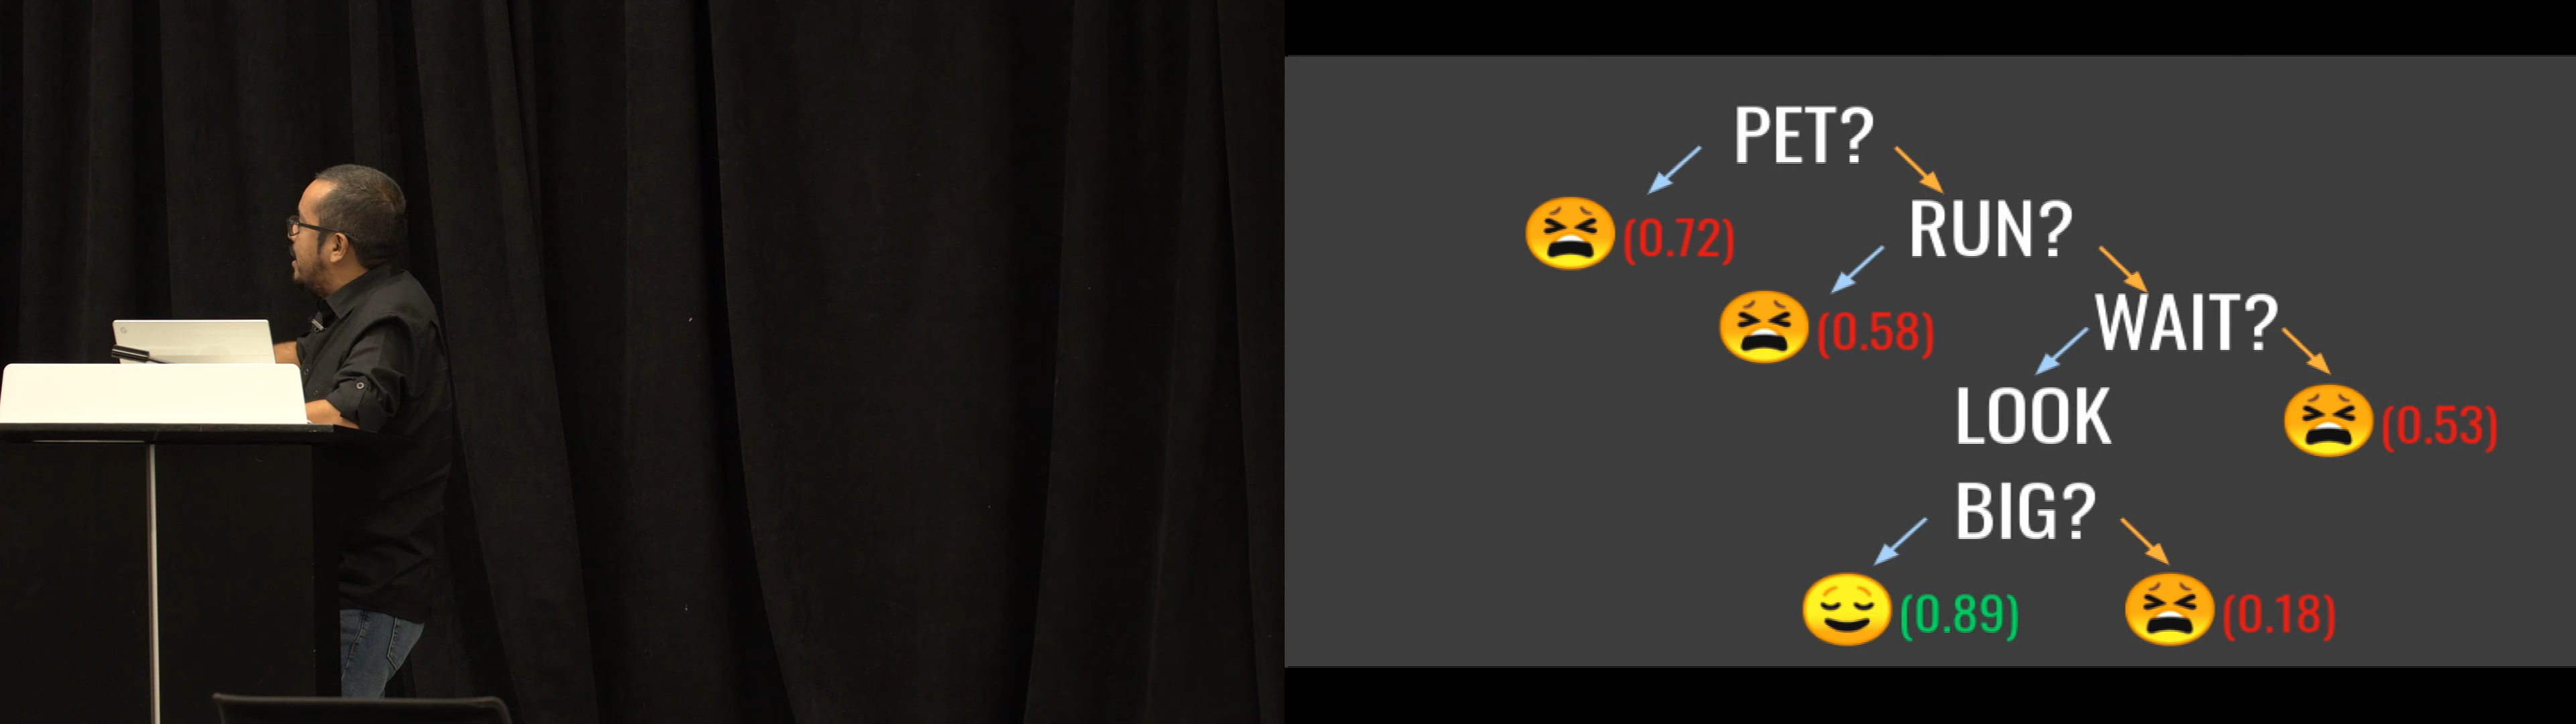 PET?
(0.72)
RUN?
(0.58)
WAIT?
LOOK
(0.53)
BIG?
(0.89)
(0.18)